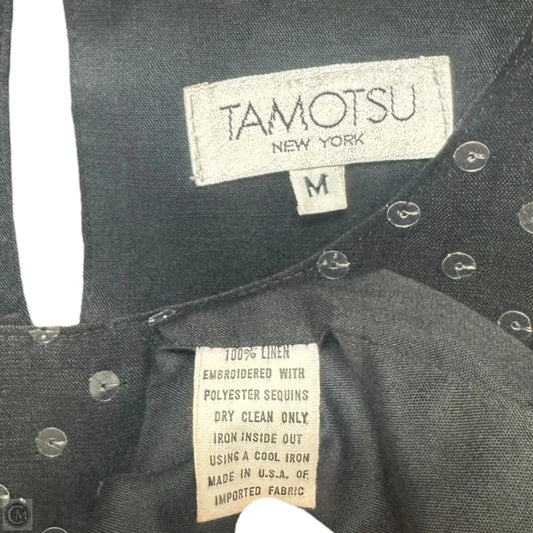 TAMOTSU
NEW YORK
M
100% LINEN
EMBROIDERED WITH
POLYESTER SEQUINS
DRY CLEAN ONLY
IRON INSIDE OUT
USING A COOL IRON
MADE IN U.S.A. OF
IMPORTED FABRIC